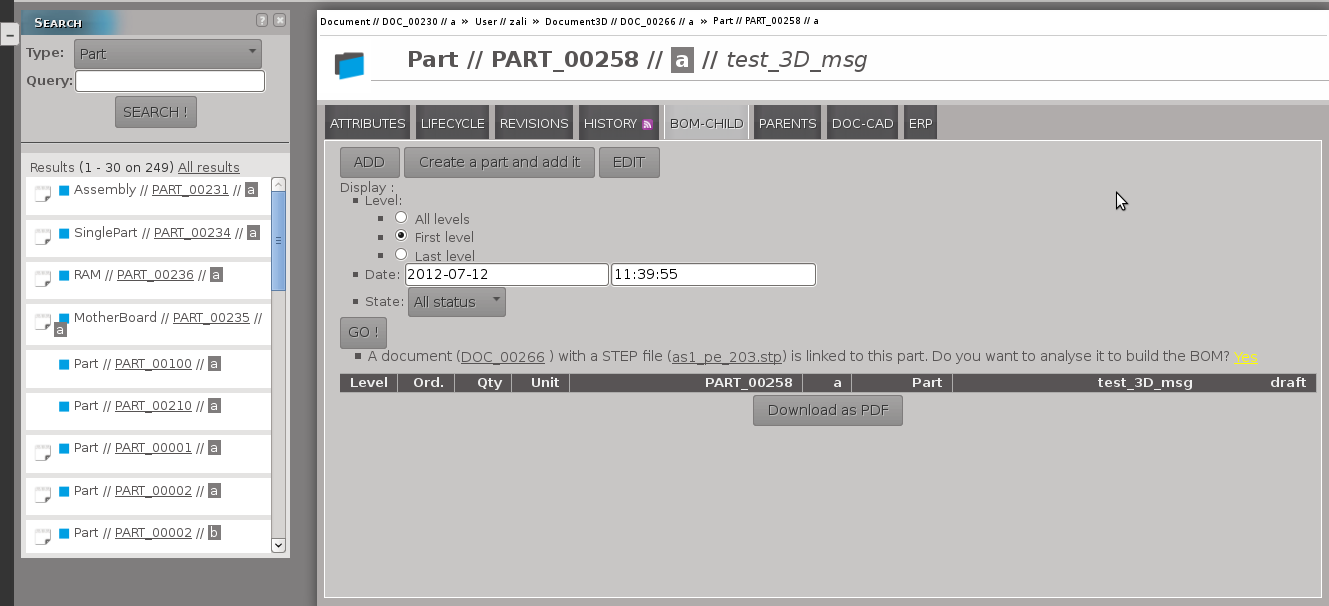 SEARCH ? ×
Type: Part
Query:
SEARCH !
Results (1 - 30 on 249) All results
Assembly // PART_00231 // a
SinglePart // PART_00234 // a
RAM // PART_00236 // a
MotherBoard // PART_00235 //
a
Part // PART_00100 // a
Part // PART_00210 // a
Part // PART_00001 // a
Part // PART_00002 // a
Part // PART_00002 // b
Document // DOC_00230 // a » User // zali » Document3D // DOC_00266 // a » Part // PART_00258 // a
Part // PART_00258 // a // test_3D_msg
ATTRIBUTES LIFECYCLE REVISIONS HISTORY BOM-CHILD PARENTS DOC-CAD ERP
ADD Create a part and add it EDIT
Display :
Level:
All levels
First level
Last level
Date: 2012-07-12 11:39:55
State: All status
GO !
A document (DOC_00266 ) with a STEP file (as1_pe_203.stp) is linked to this part. Do you want to analyse it to build the BOM? Yes
Level Ord. Qty Unit PART_00258 a Part test_3D_msg draft
Download as PDF